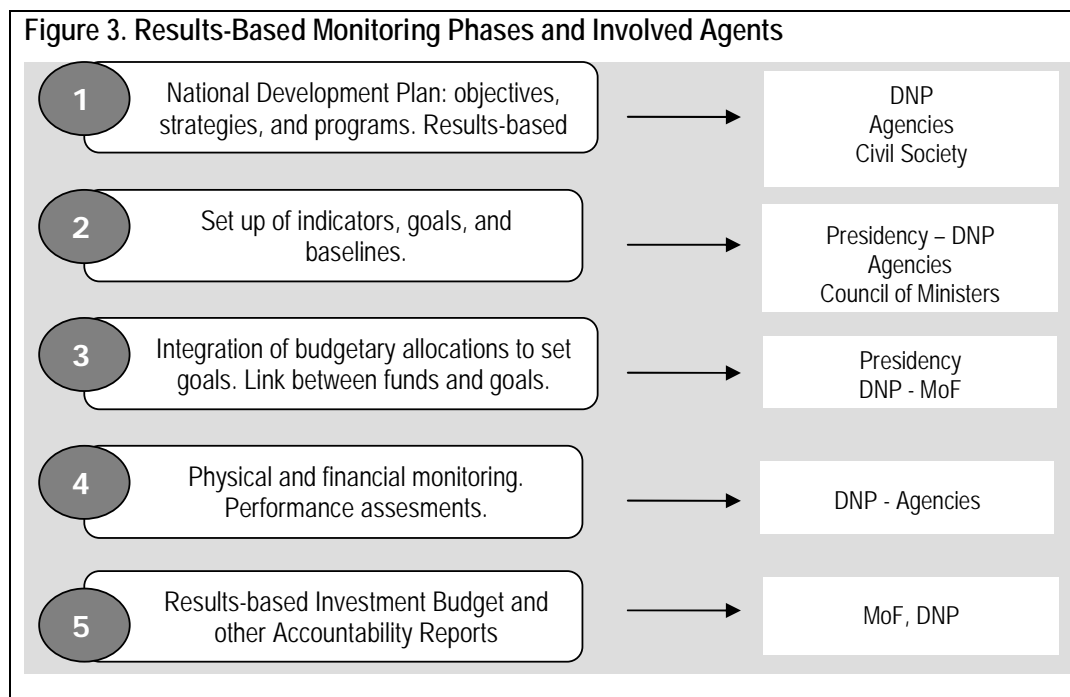 Figure 3. Results-Based Monitoring Phases and Involved Agents
1
National Development Plan: objectives,
strategies, and programs. Results-based
DNP
Agencies
Civil Society
2
Set up of indicators, goals, and
baselines.
Presidency – DNP
Agencies
Council of Ministers
3
Integration of budgetary allocations to set
goals. Link between funds and goals.
Presidency
DNP - MoF
4
Physical and financial monitoring.
Performance assesments.
DNP - Agencies
5
Results-based Investment Budget and
other Accountability Reports
MoF, DNP